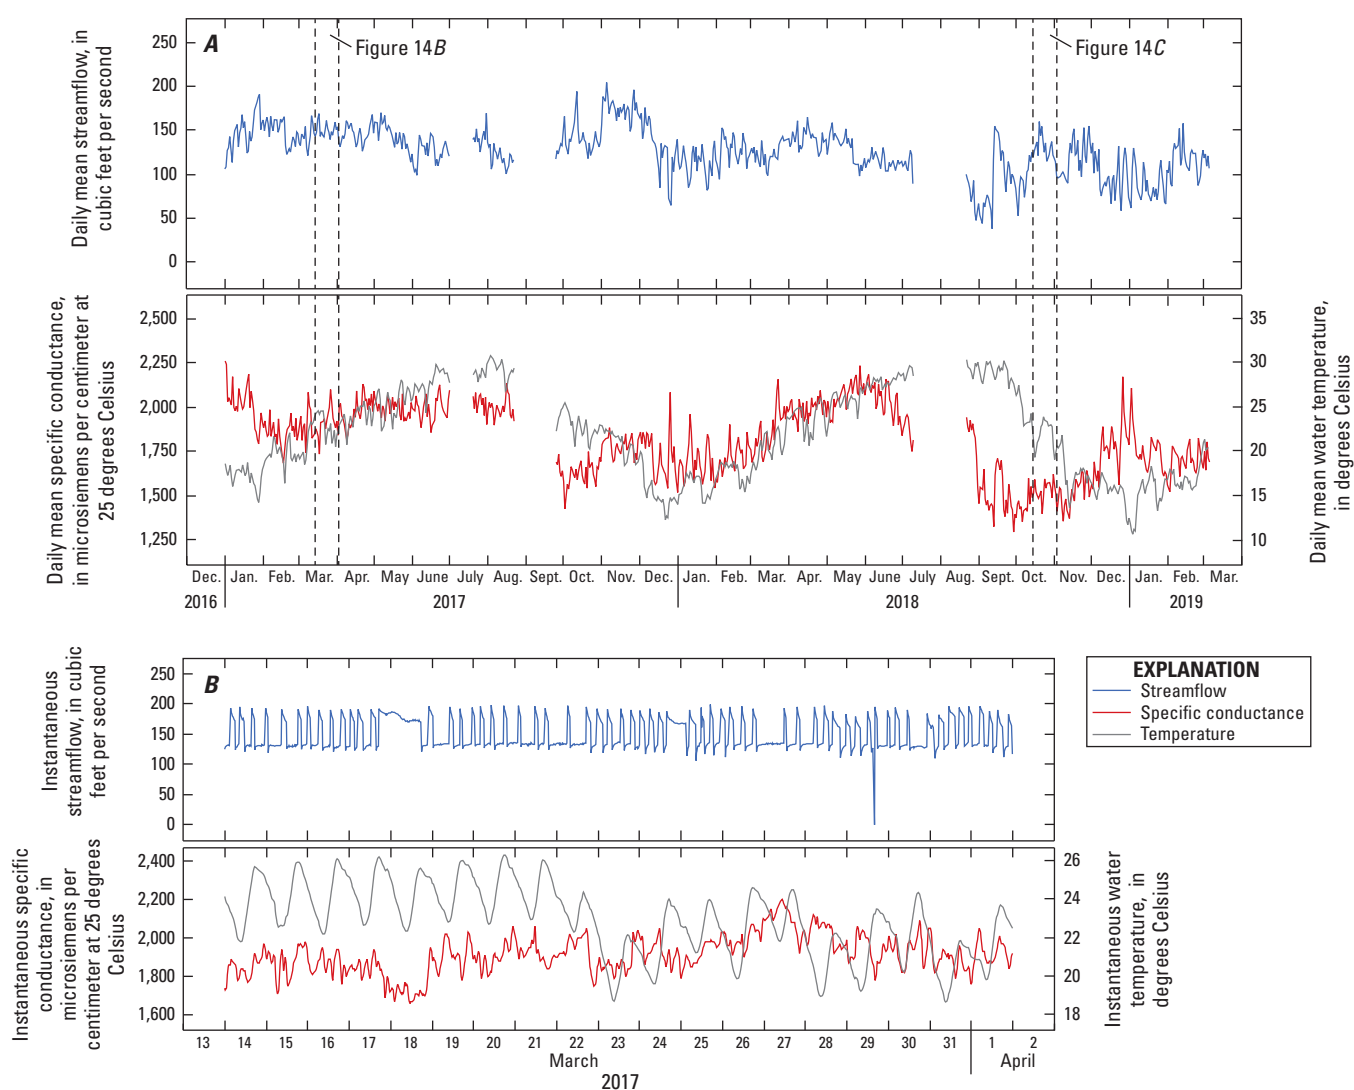 A
Figure 14B
Figure 14C
Daily mean streamflow, in
cubic feet per second
250
200
150
100
50
0
Daily mean specific conductance,
in microsiemens per centimeter at
25 degrees Celsius
2,500
2,250
2,000
1,750
1,500
1,250
35
30
25
20
15
10
Daily mean water temperature,
in degrees Celsius
Dec. Jan. Feb. Mar. Apr. May June July Aug. Sept. Oct. Nov. Dec. Jan. Feb. Mar. Apr. May June July Aug. Sept. Oct. Nov. Dec. Jan. Feb. Mar.
2016 2017 2018 2019
B
Instantaneous
streamflow, in cubic
feet per second
250
200
150
100
50
0
EXPLANATION
Streamflow
Specific conductance
Temperature
Instantaneous specific
conductance, in
microsiemens per
centimeter at 25 degrees
Celsius
2,400
2,200
2,000
1,800
1,600
26
24
22
20
18
Instantaneous water
temperature, in
degrees Celsius
13 14 15 16 17 18 19 20 21 22 23 24 25 26 27 28 29 30 31 1 2
March April
2017